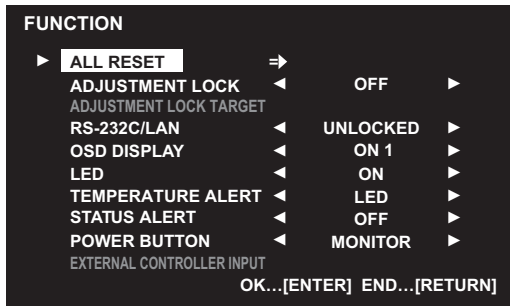 FUNCTION
ALL RESET
ADJUSTMENT LOCK OFF
ADJUSTMENT LOCK TARGET
RS-232C/LAN UNLOCKED
OSD DISPLAY ON 1
LED ON
TEMPERATURE ALERT LED
STATUS ALERT OFF
POWER BUTTON MONITOR
EXTERNAL CONTROLLER INPUT
OK…[ENTER] END…[RETURN]